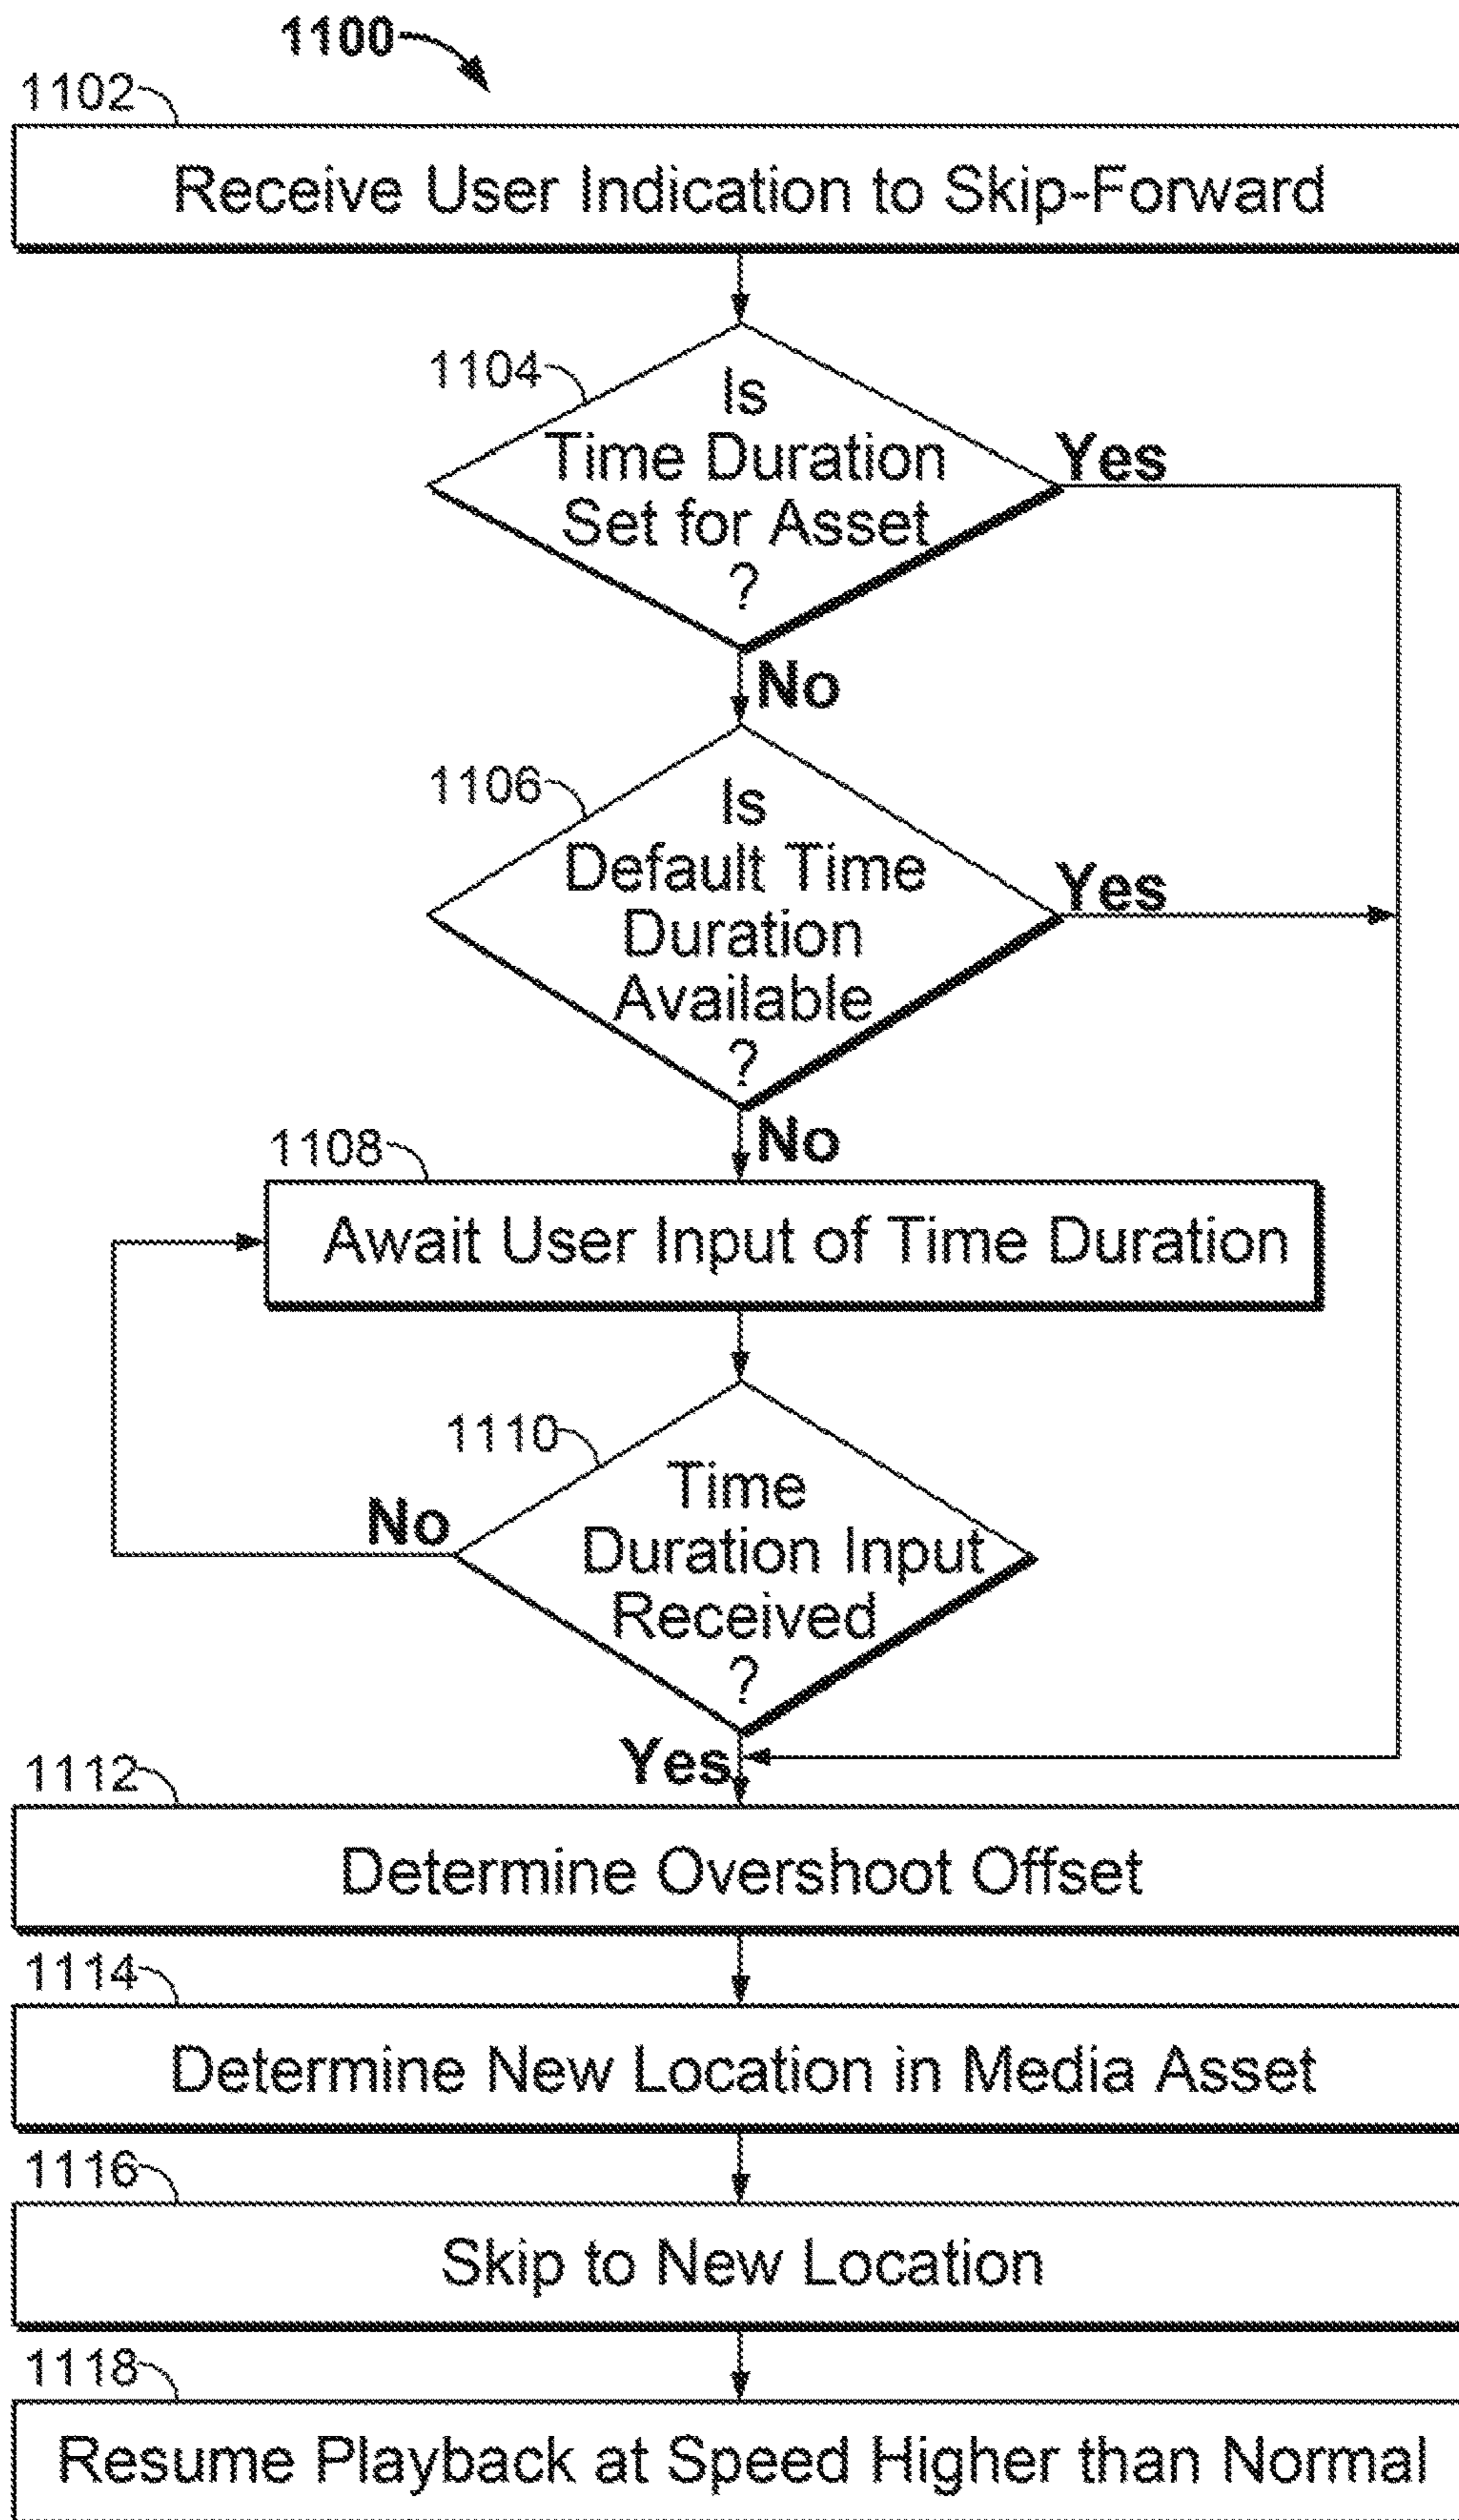 1100
1102
Receive User Indication to Skip-Forward
1104
Is
Time Duration
Set for Asset
?
Yes
No
1106
Is
Default Time
Duration
Available
?
Yes
No
1108
Await User Input of Time Duration
1110
Time
Duration Input
Received
?
No
Yes
1112
Determine Overshoot Offset
1114
Determine New Location in Media Asset
1116
Skip to New Location
1118
Resume Playback at Speed Higher than Normal